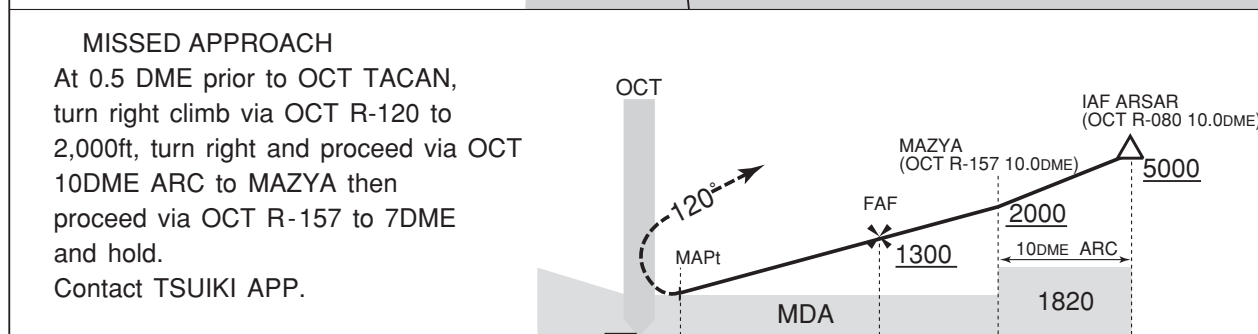 MISSED APPROACH
At 0.5 DME prior to OCT TACAN,
turn right climb via OCT R-120 to
2,000ft, turn right and proceed via OCT
10DME ARC to MAZYA then
proceed via OCT R-157 to 7DME
and hold.
Contact TSUIKI APP.
OCT
120°
MAPt
FAF
1300
MAZYA
(OCT R-157 10.0DME)
2000
IAF ARSAR
(OCT R-080 10.0DME)
5000
10DME ARC
MDA
1820